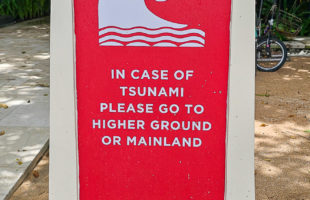 IN CASE OF
TSUNAMI
PLEASE GO TO
HIGHER GROUND
OR MAINLAND